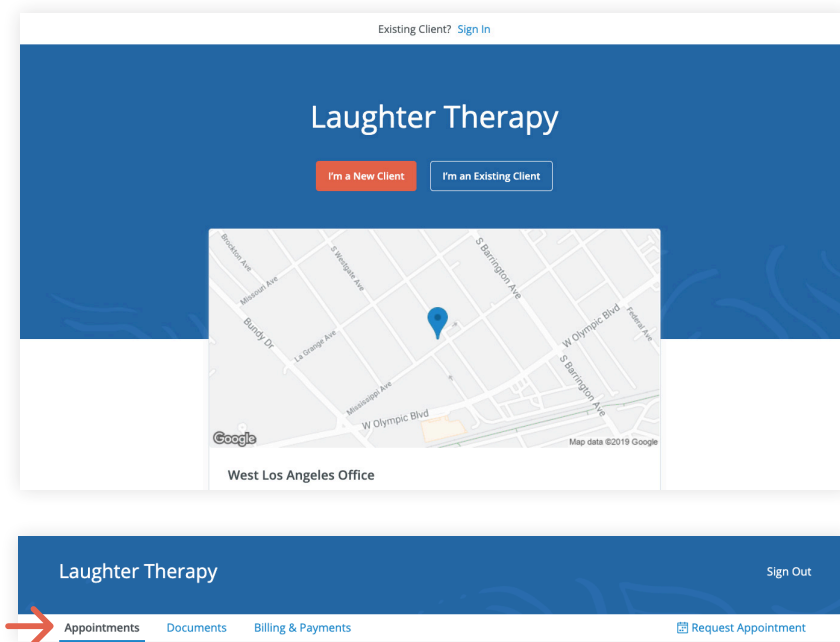 Existing Client? Sign In
Laughter Therapy
I'm a New Client
I'm an Existing Client
Brockton Ave
S Westgate Ave
S Barrington Ave
Missouri Ave
Bundy Dr
La Grange Ave
W Olympic Blvd
Federal Ave
S Barrington Ave
Mississippi Ave
W Olympic Blvd
Google
Map data ©2019 Google
West Los Angeles Office
Laughter Therapy
Sign Out
Appointments Documents Billing & Payments
Request Appointment